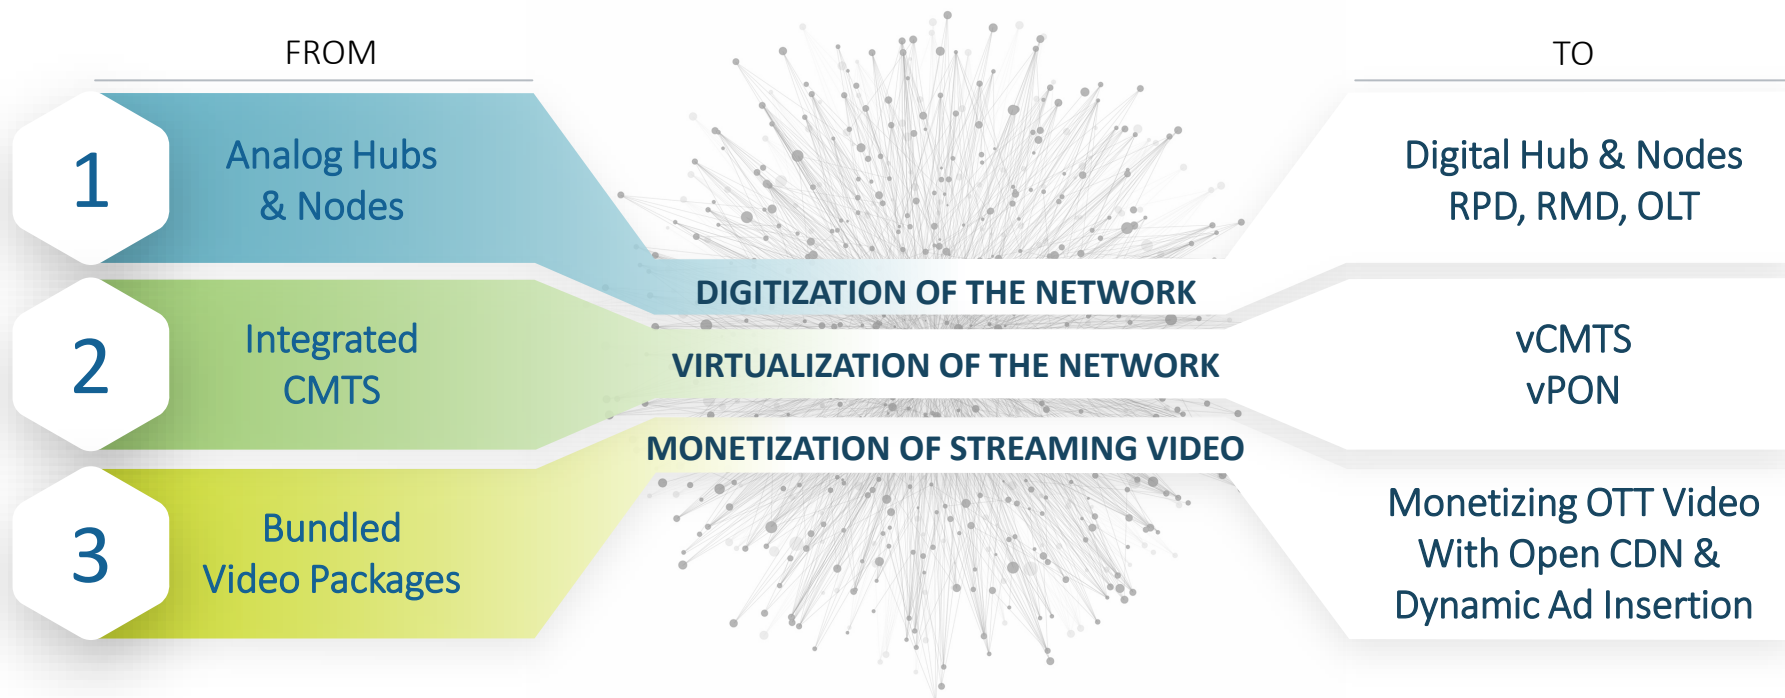 FROM
TO
1
Analog Hubs
& Nodes
DIGITIZATION OF THE NETWORK
Digital Hub & Nodes
RPD, RMD, OLT
2
Integrated
CMTS
VIRTUALIZATION OF THE NETWORK
vCMTS
vPON
3
Bundled
Video Packages
MONETIZATION OF STREAMING VIDEO
Monetizing OTT Video
With Open CDN &
Dynamic Ad Insertion